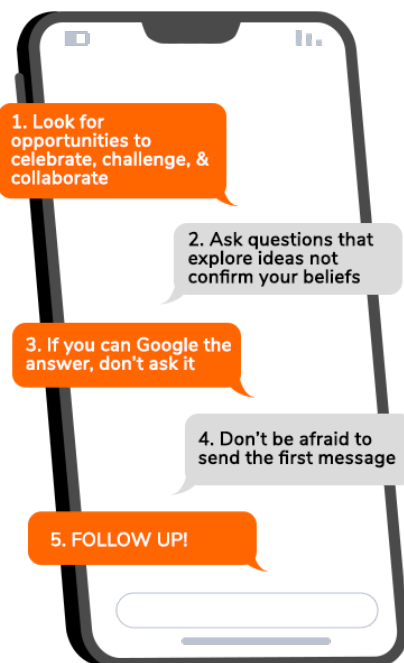 1. Look for
opportunities to
celebrate, challenge, &
collaborate
2. Ask questions that
explore ideas not
confirm your beliefs
3. If you can Google the
answer, don't ask it
4. Don't be afraid to
send the first message
5. FOLLOW UP!